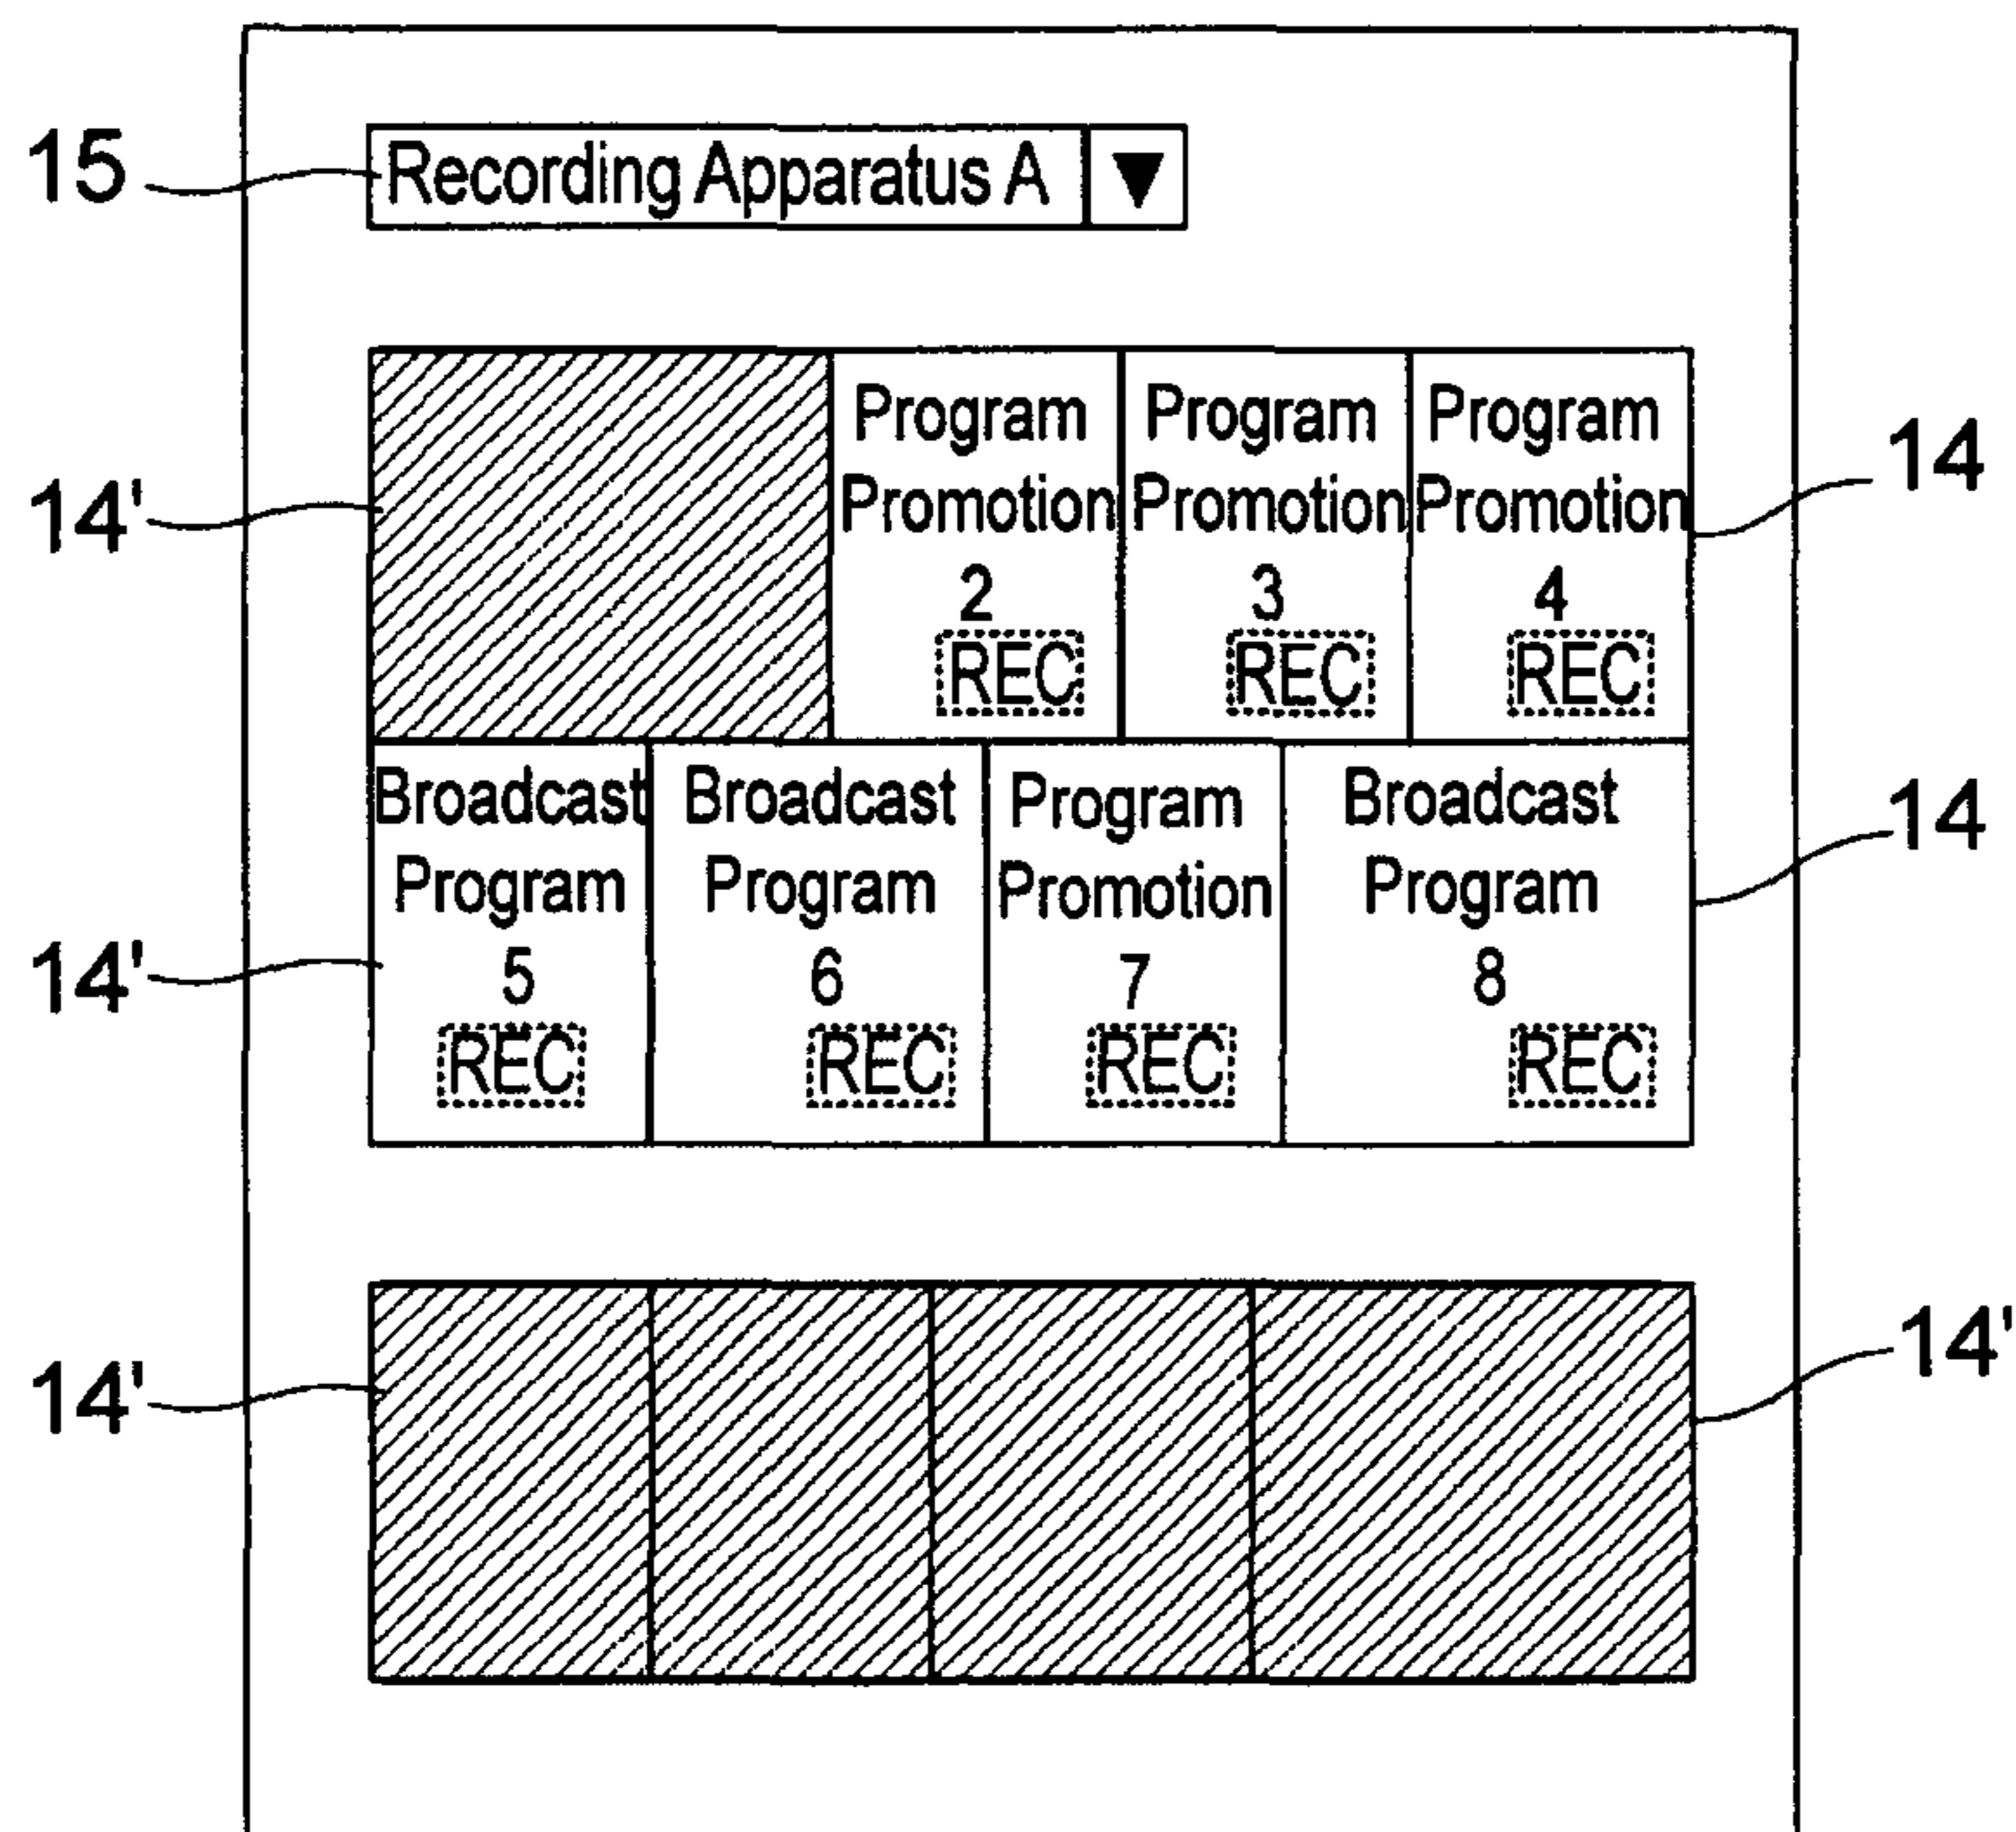 15
Recording Apparatus A ▼
14'
Program Promotion 2 REC
Program Promotion 3 REC
Program Promotion 4 REC
14
Broadcast Program 5 REC
Broadcast Program 6 REC
Program Promotion 7 REC
Broadcast Program 8 REC
14
14'
14'
14'